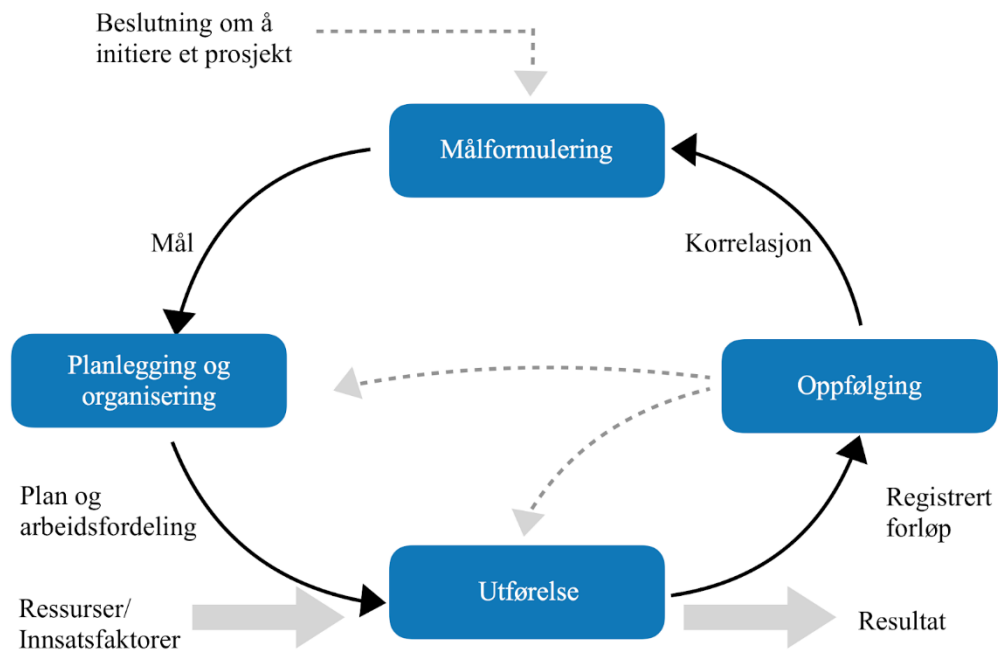 Beslutning om å
initiere et prosjekt
Målformulering
Mål
Korrelasjon
Planlegging og
organisering
Oppfølging
Plan og
arbeidsfordeling
Registrert
forløp
Utførelse
Ressurser/
Innsatsfaktorer
Resultat